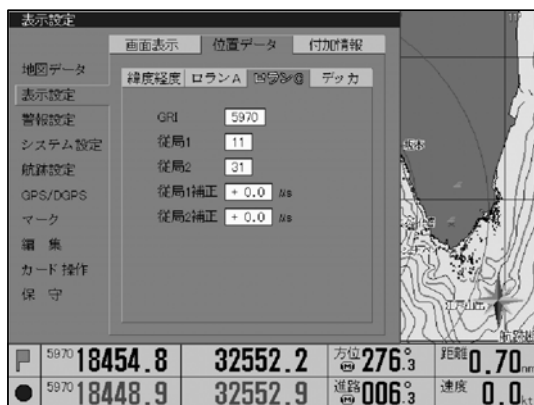 表示設定
画面表示 位置データ 付加情報
地図データ
緯度経度 ロランA ロランC デッカ
表示設定
警報設定
システム設定
航跡設定
GPS/DGPS
マーク
編 集
カード操作
保 守
GRI 5970
従局1 11
従局2 31
従局1補正 + 0.0 μs
従局2補正 + 0.0 μs
5970 18454.8 32552.2 方位 M 276.3° 距離 0.70nm
5970 18448.9 32552.9 進路 M 006.3° 速度 0.0kt